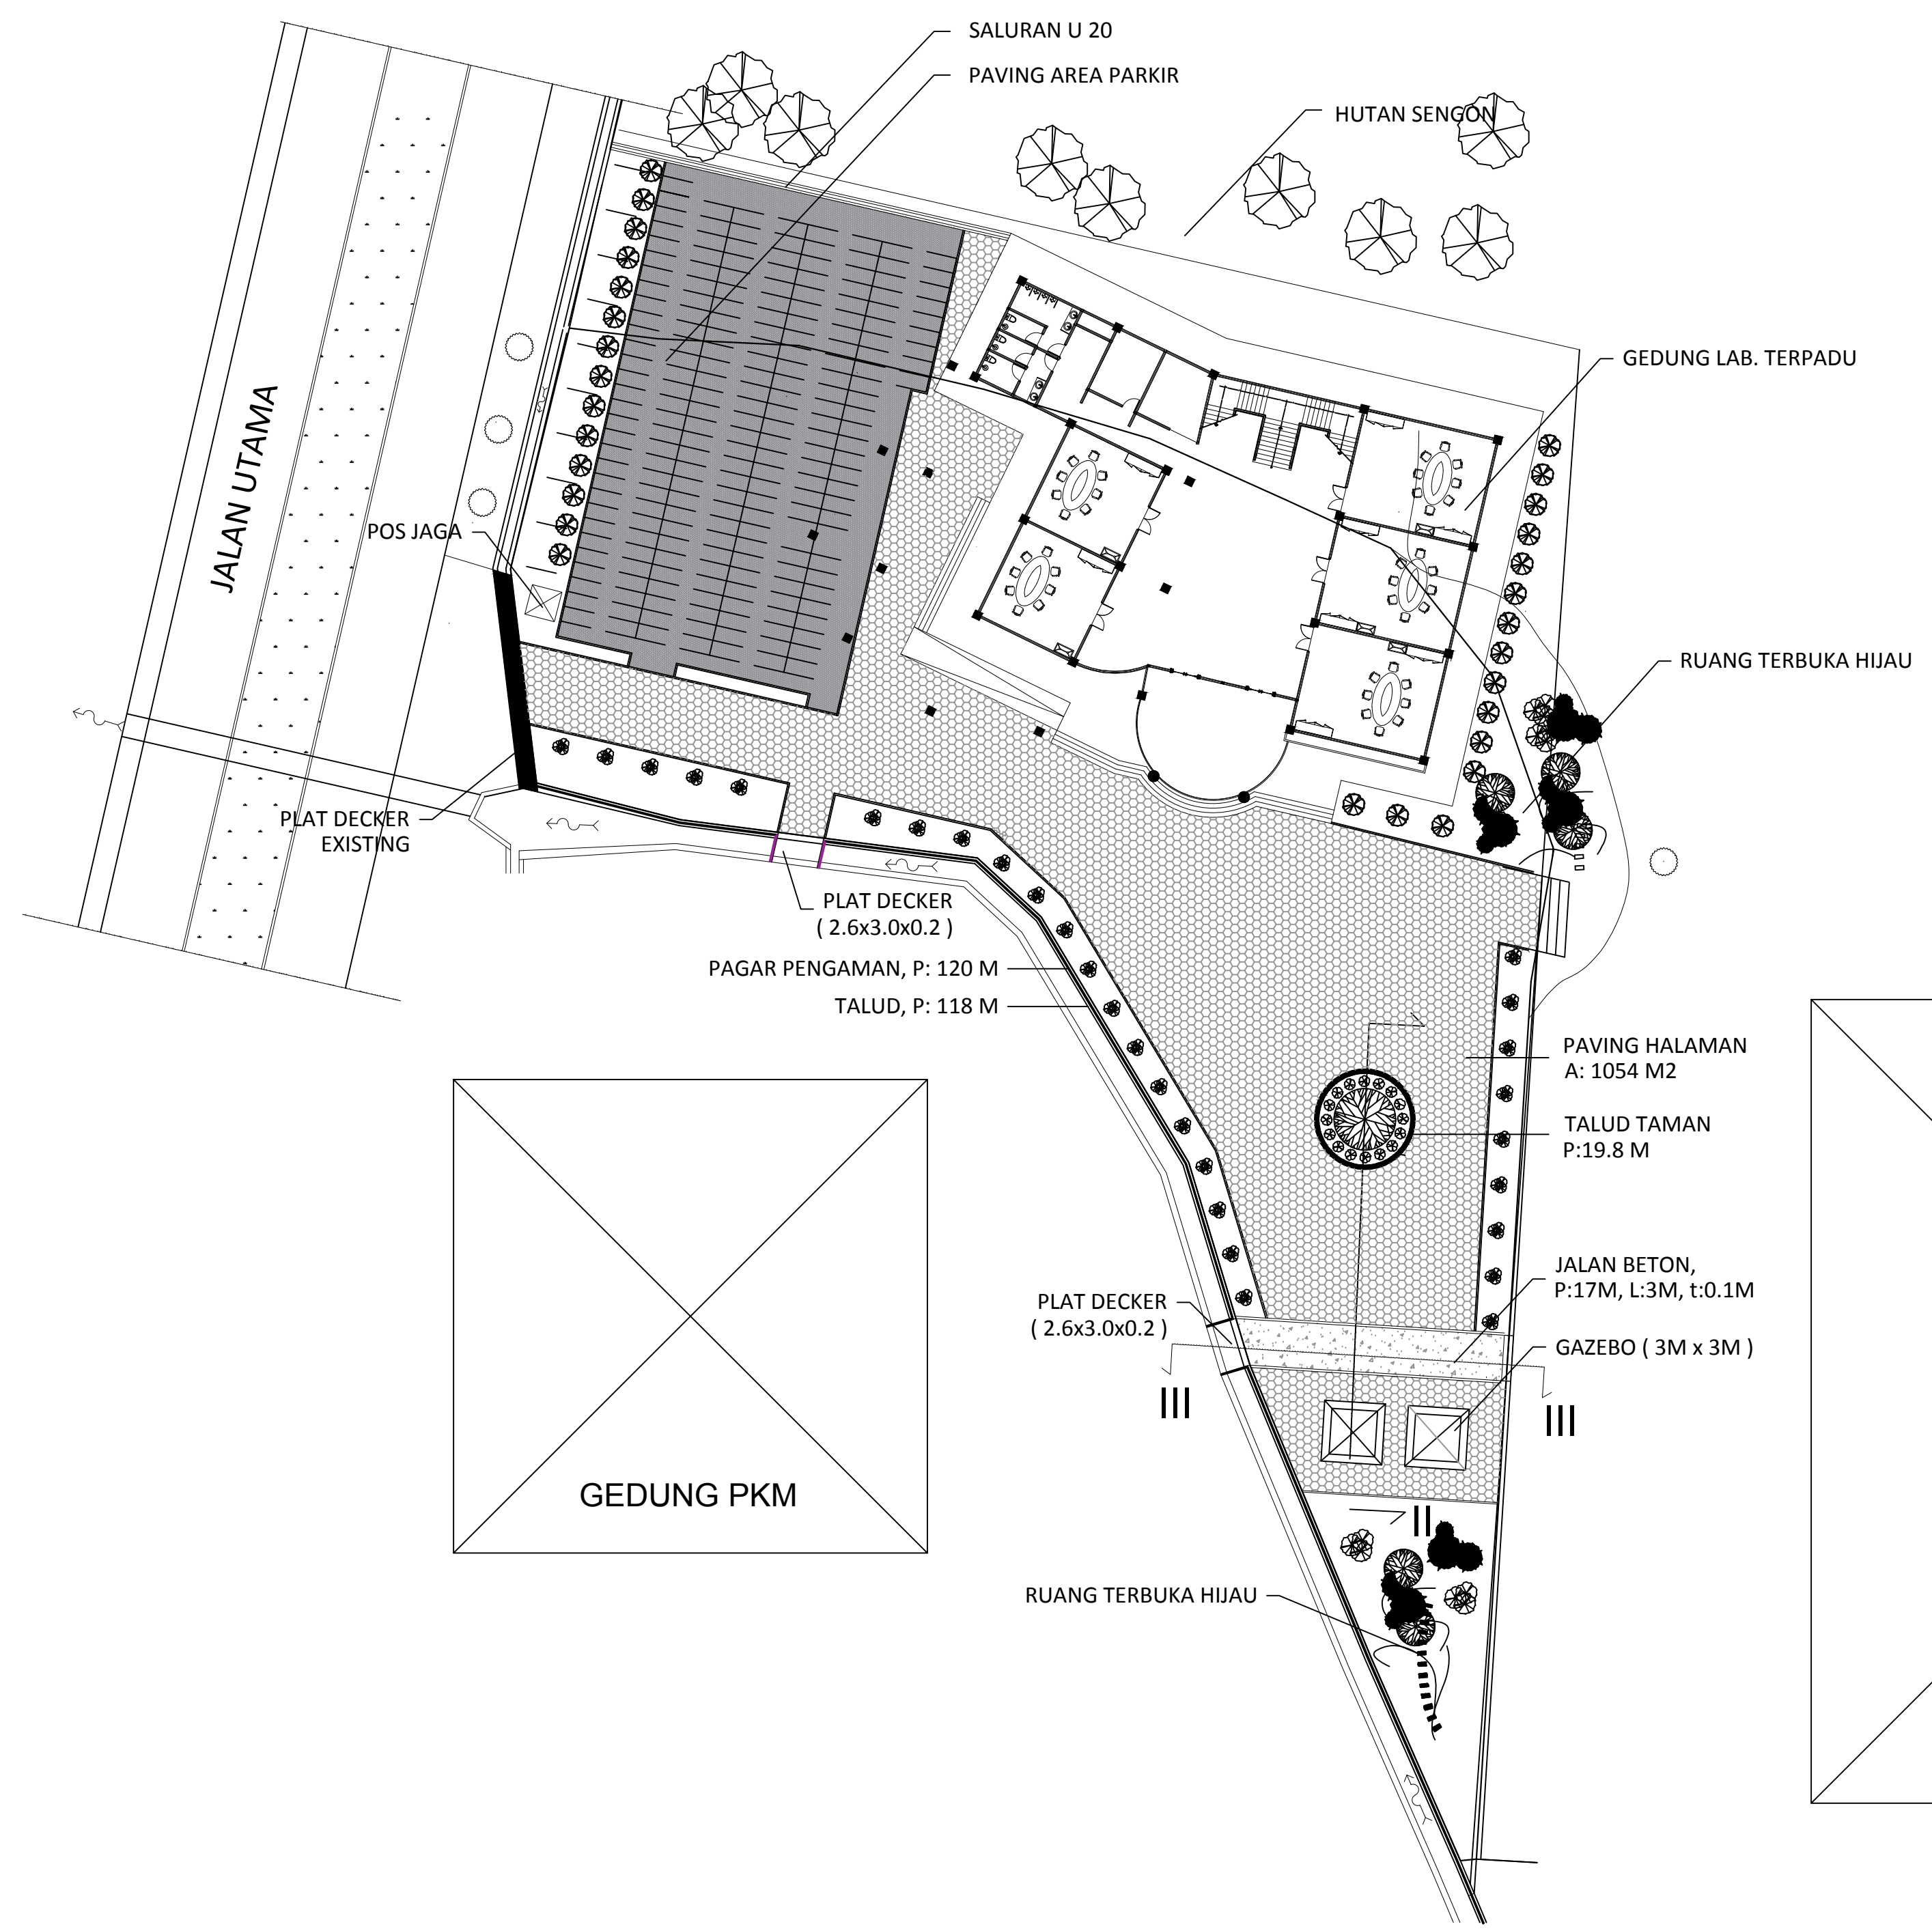 SALURAN U 20
PAVING AREA PARKIR
HUTAN SENGON
GEDUNG LAB. TERPADU
JALAN UTAMA
POS JAGA
RUANG TERBUKA HIJAU
PLAT DECKER
EXISTING
PLAT DECKER
( 2.6x3.0x0.2 )
PAGAR PENGAMAN, P: 120 M
TALUD, P: 118 M
PAVING HALAMAN
A: 1054 M2
TALUD TAMAN
P:19.8 M
JALAN BETON,
P:17M, L:3M, t:0.1M
PLAT DECKER
( 2.6x3.0x0.2 )
GAZEBO ( 3M x 3M )
III
III
GEDUNG PKM
II
RUANG TERBUKA HIJAU